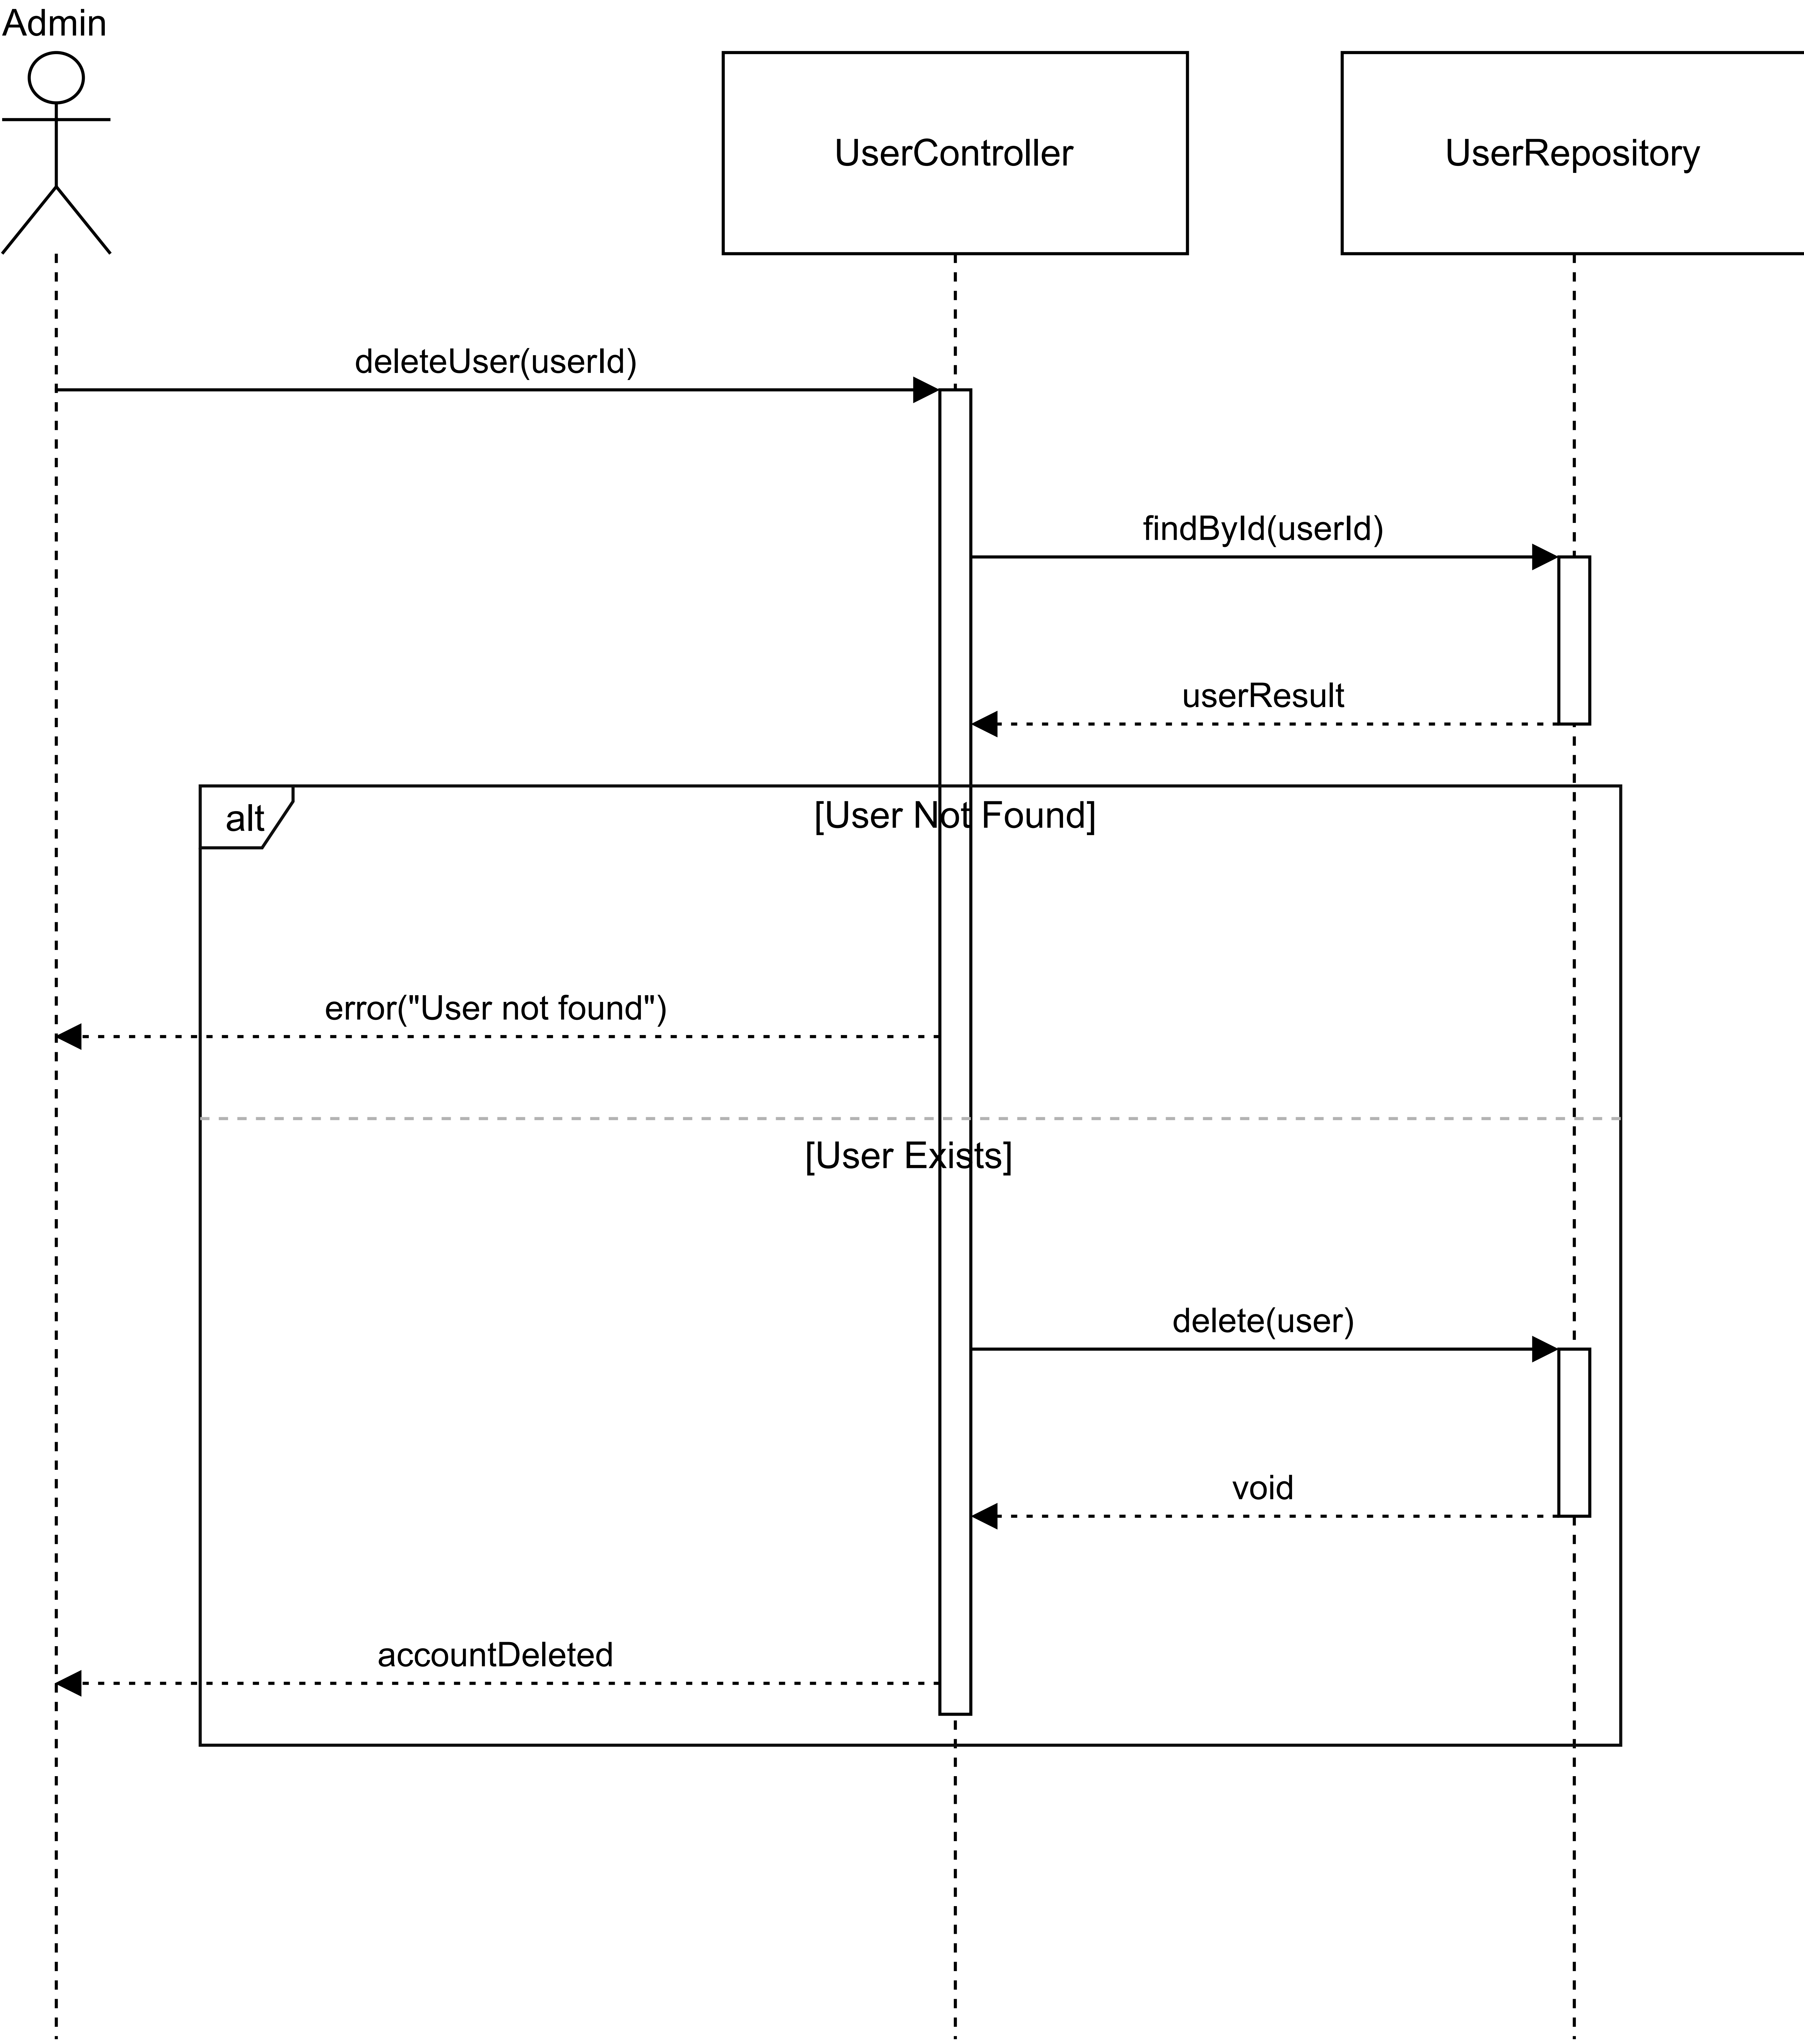 Admin
UserController
UserRepository
deleteUser(userId)
findById(userId)
userResult
alt
[User Not Found]
error("User not found")
[User Exists]
delete(user)
void
accountDeleted